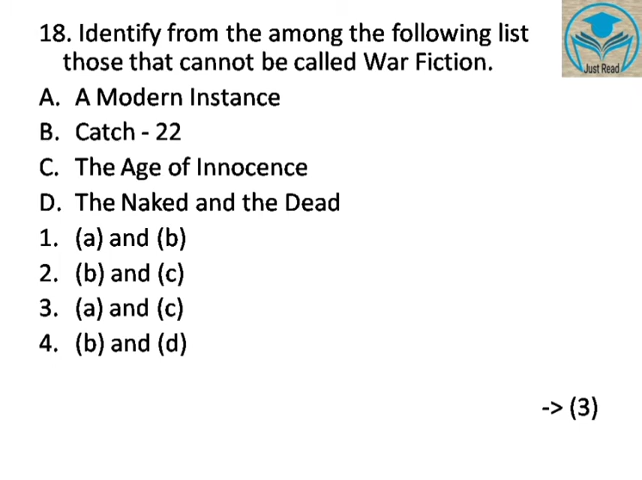 18. Identify from the among the following list
those that cannot be called War Fiction.
A. A Modern Instance
B. Catch - 22
C. The Age of Innocence
D. The Naked and the Dead
1. (a) and (b)
2. (b) and (c)
3. (a) and (c)
4. (b) and (d)
-> (3)
Just Read